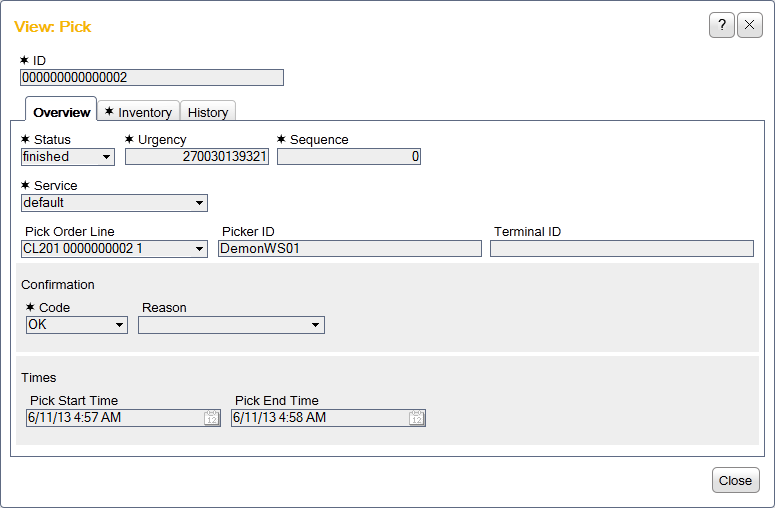 View: Pick
?
✶ ID
000000000000002
Overview ✶ Inventory History
✶ Status ✶ Urgency ✶ Sequence
finished 270030139321 0
✶ Service
default
Pick Order Line Picker ID Terminal ID
CL201 0000000002 1 DemonWS01
Confirmation
✶ Code Reason
OK
Times
Pick Start Time Pick End Time
6/11/13 4:57 AM 12 6/11/13 4:58 AM 12
Close